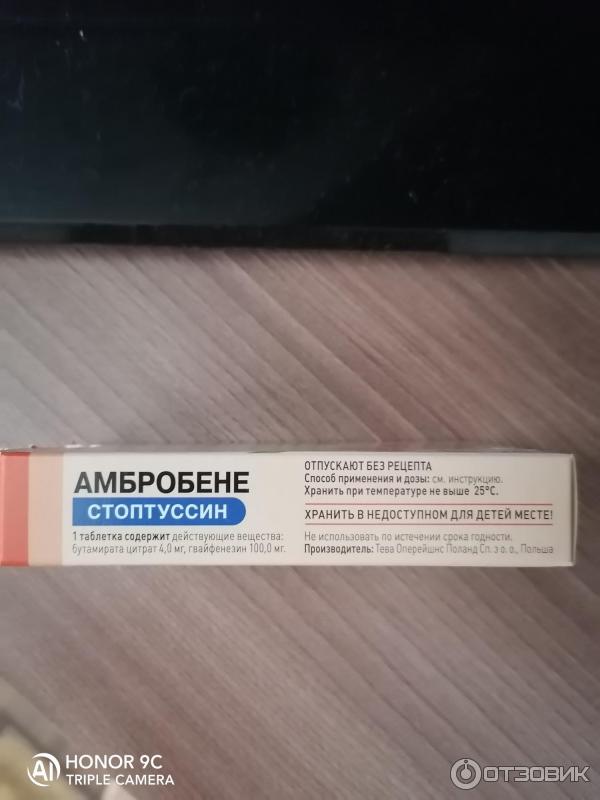 АМБРОБЕНЕ
СТОПТУССИН
1 таблетка содержит действующие вещества:
бутамирата цитрат 4,0 мг, гвайфенезин 100,0 мг.
ОТПУСКАЮТ БЕЗ РЕЦЕПТА
Способ применения и дозы: см. инструкцию.
Хранить при температуре не выше 25°С.
ХРАНИТЬ В НЕДОСТУПНОМ ДЛЯ ДЕТЕЙ МЕСТЕ!
Не использовать по истечении срока годности.
Производитель: Тева Оперейшнс Поланд Сп. з о. о., Польша
AI HONOR 9C
TRIPLE CAMERA
ОТЗОВИК